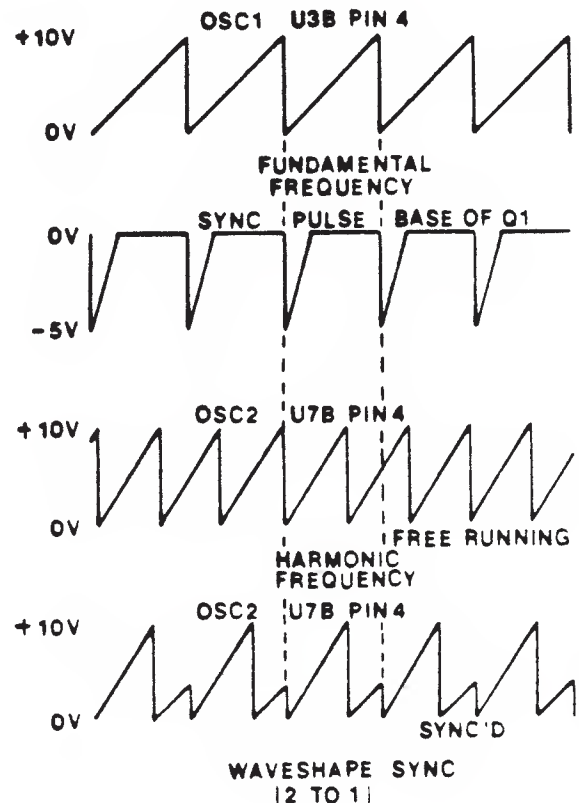 OSC1 U3B PIN 4
+10V
0V
FUNDAMENTAL
FREQUENCY
SYNC PULSE BASE OF Q1
0V
-5V
OSC2 U7B PIN 4
+10V
0V
FREE RUNNING
HARMONIC
FREQUENCY
OSC2 U7B PIN 4
+10V
0V
SYNC'D
WAVESHAPE SYNC
|2 TO 1|